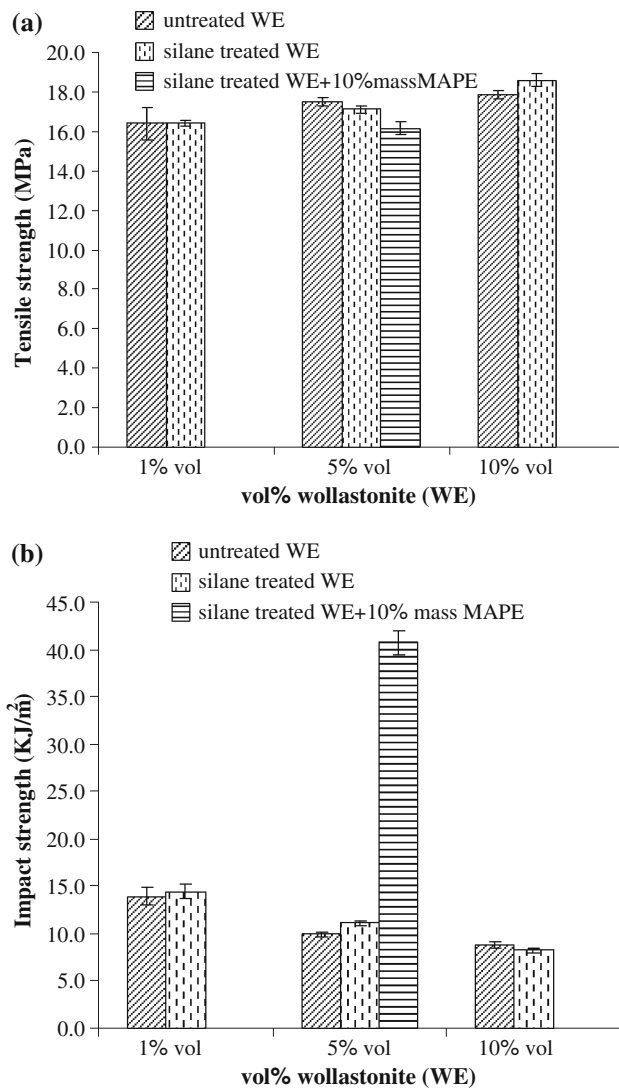 (a)
untreated WE
silane treated WE
silane treated WE+10%massMAPE
20.0
18.0
16.0
14.0
12.0
10.0
8.0
6.0
4.0
2.0
0.0
Tensile strength (MPa)
1% vol 5% vol 10% vol
vol% wollastonite (WE)
(b)
untreated WE
silane treated WE
silane treated WE+10% mass MAPE
45.0
40.0
35.0
30.0
25.0
20.0
15.0
10.0
5.0
0.0
Impact strength (KJ/m²)
1% vol 5% vol 10% vol
vol% wollastonite (WE)